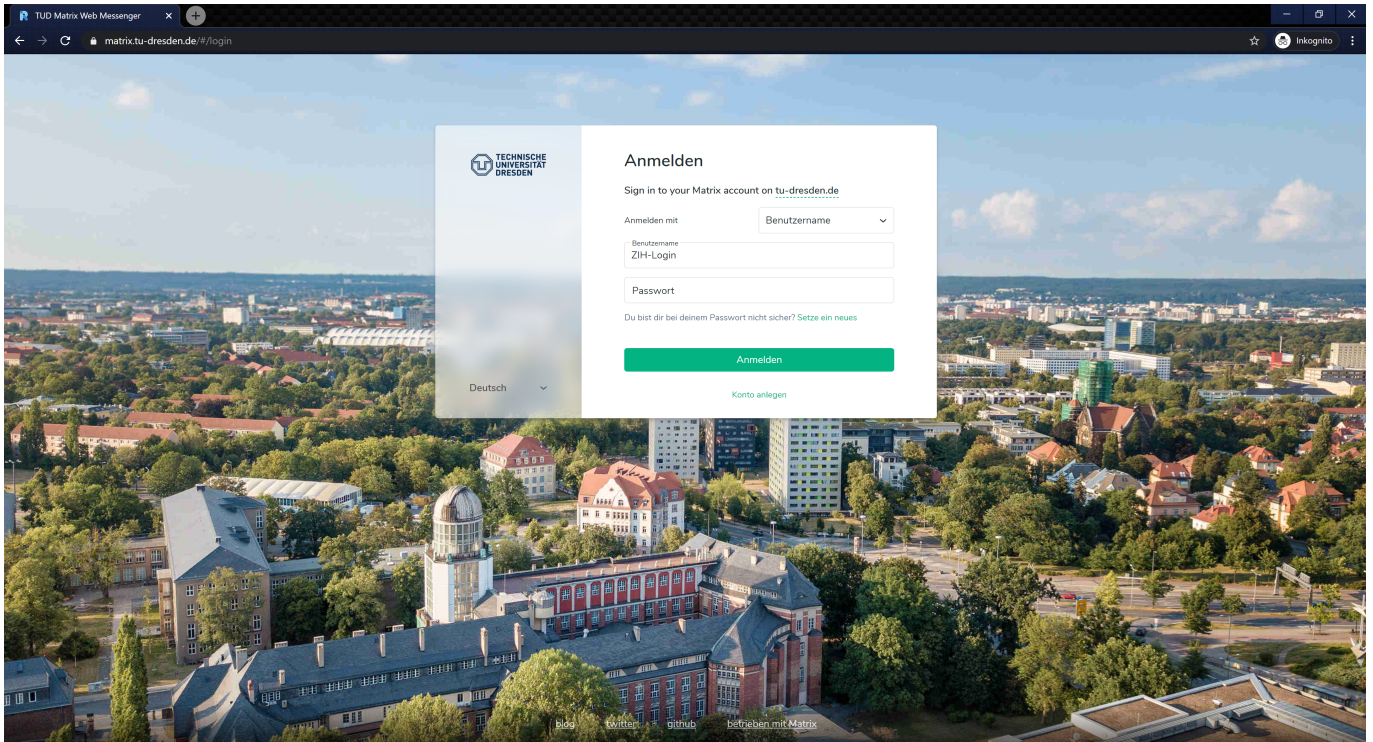 TUD Matrix Web Messenger
matrix.tu-dresden.de/#/login
Inkognito
TECHNISCHE
UNIVERSITÄT
DRESDEN
Anmelden
Sign in to your Matrix account on tu-dresden.de
Anmelden mit
Benutzername
Benutzername
ZIH-Login
Passwort
Du bist dir bei deinem Passwort nicht sicher? Setze ein neues
Anmelden
Deutsch
Konto anlegen
blog
twitter
github
betrieben mit Matrix